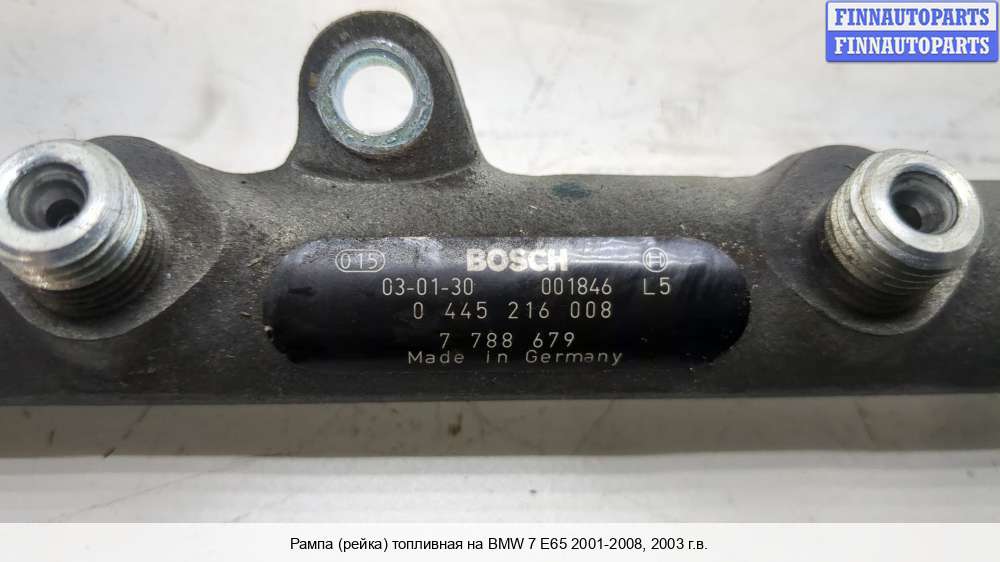 FINNAUTOPARTS
FINNAUTOPARTS
015 BOSCH H
03-01-30 001846 L5
0 445 216 008
7 788 679
Made in Germany
Рампа (рейка) топливная на BMW 7 E65 2001-2008, 2003 г.в.